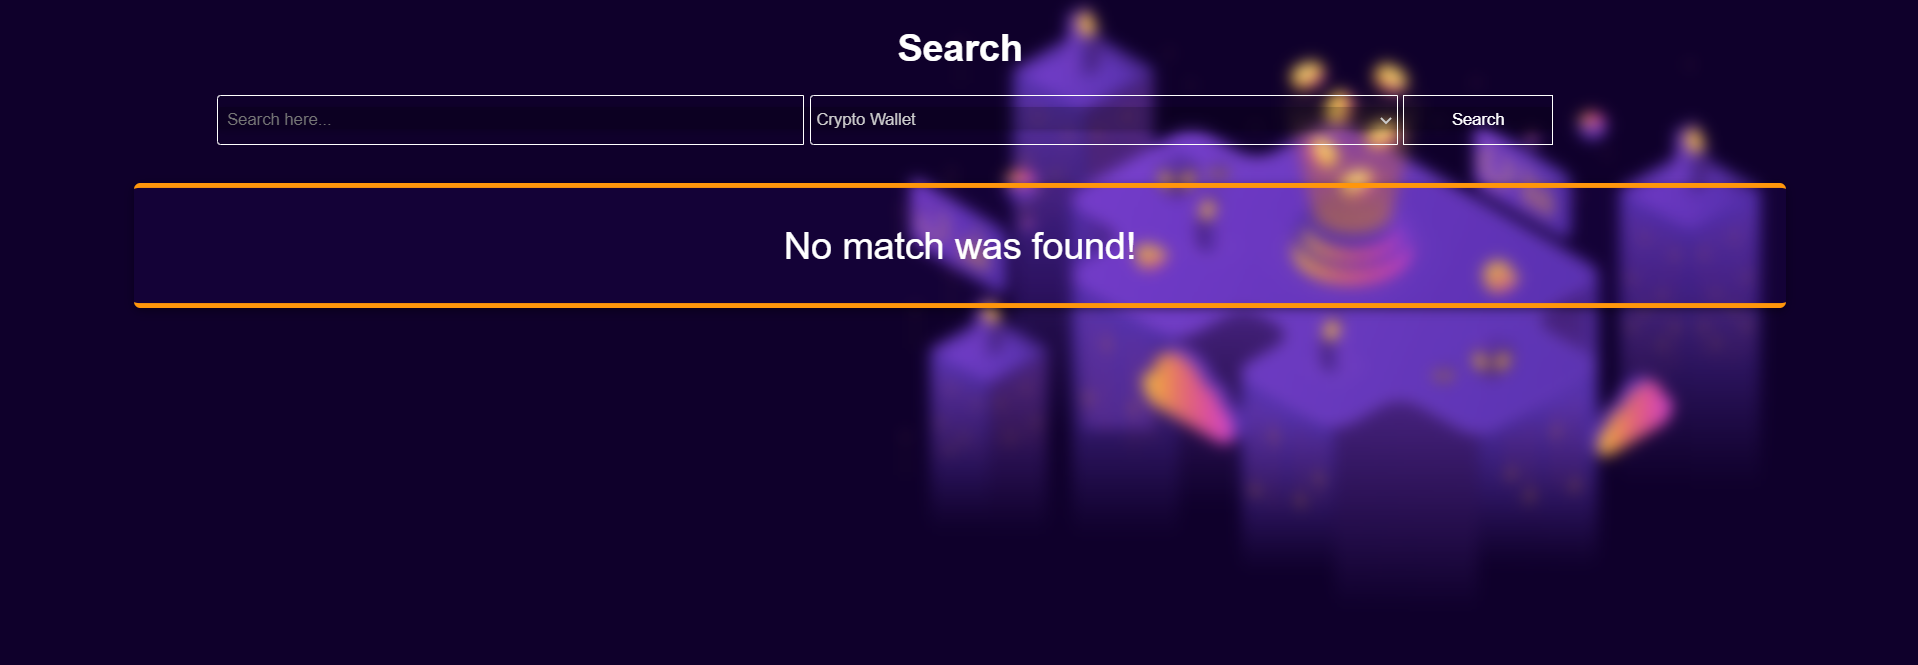 Search
Search here...
Crypto Wallet
Search
No match was found!